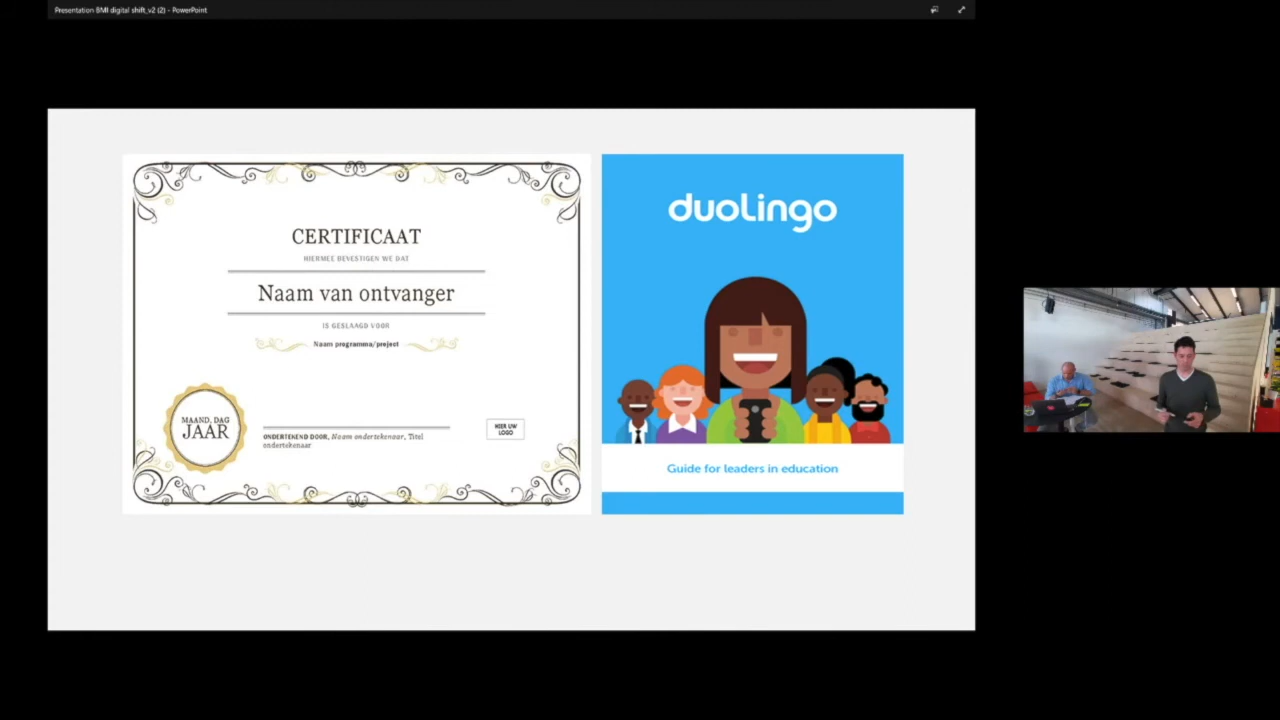 Presentation BMI digital shift_v2 (2) - PowerPoint
CERTIFICAAT
HIERMEE BEVESTIGEN WE DAT
Naam van ontvanger
IS GESLAAGD VOOR
Naam programma/project
MAAND, DAG
JAAR
ONDERTEKEND DOOR, Naam ondertekenaar, Titel
ondertekenaar
HIER UW
LOGO
duolingo
Guide for leaders in education